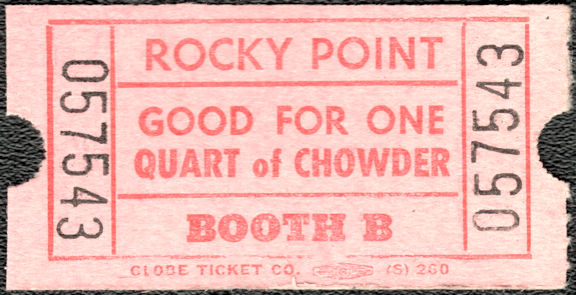 057543
ROCKY POINT
GOOD FOR ONE
QUART of CHOWDER
BOOTH B
057543
GLOBE TICKET CO. (S) 260